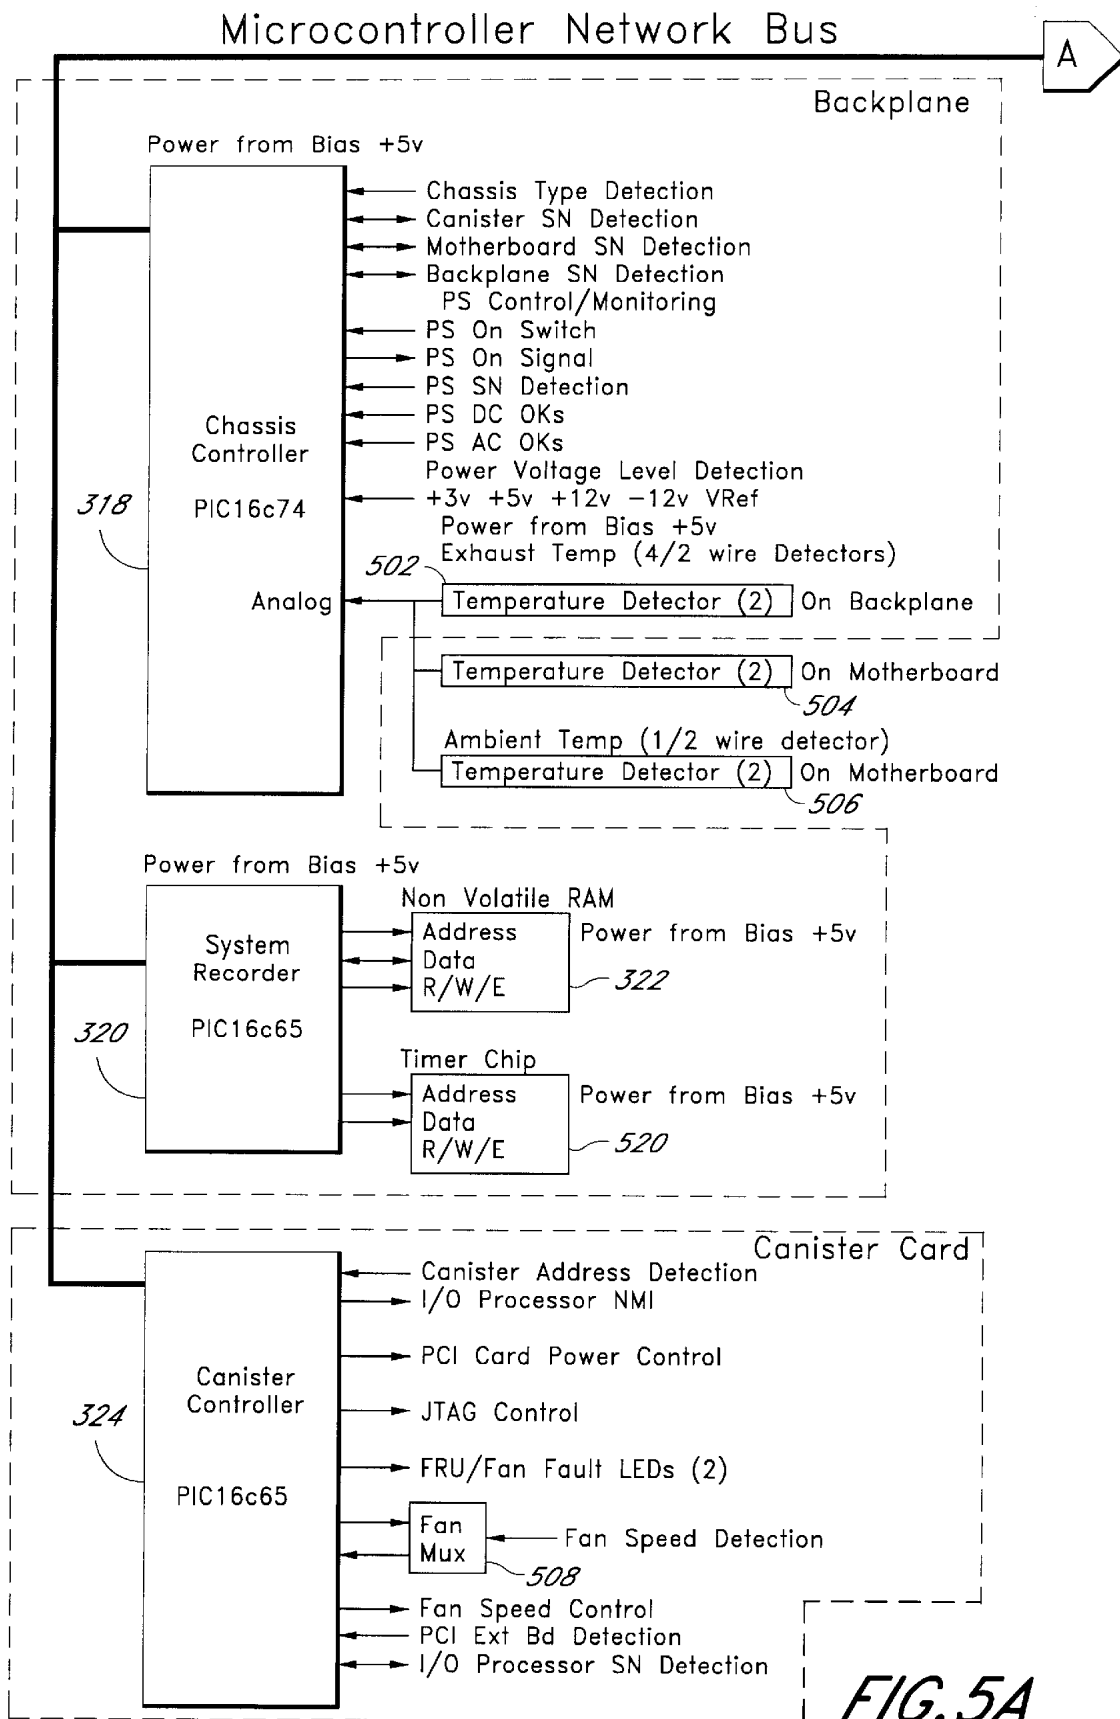 Microcontroller Network Bus
A
Backplane
Power from Bias +5v
Chassis Type Detection
Canister SN Detection
Motherboard SN Detection
Backplane SN Detection
PS Control/Monitoring
PS On Switch
PS On Signal
PS SN Detection
PS DC OKs
PS AC OKs
Chassis
Controller
PIC16c74
318
Power Voltage Level Detection
+3v +5v +12v -12v VRef
Power from Bias +5v
Exhaust Temp (4/2 wire Detectors)
502
Analog
Temperature Detector (2) On Backplane
Temperature Detector (2) On Motherboard
504
Ambient Temp (1/2 wire detector)
Temperature Detector (2) On Motherboard
506
Power from Bias +5v
System
Recorder
PIC16c65
320
Non Volatile RAM
Address
Data
R/W/E
Power from Bias +5v
322
Timer Chip
Address
Data
R/W/E
Power from Bias +5v
520
Canister Card
Canister Address Detection
I/O Processor NMI
PCI Card Power Control
Canister
Controller
PIC16c65
324
JTAG Control
FRU/Fan Fault LEDs (2)
Fan
Mux
Fan Speed Detection
508
Fan Speed Control
PCI Ext Bd Detection
I/O Processor SN Detection
FIG.5A